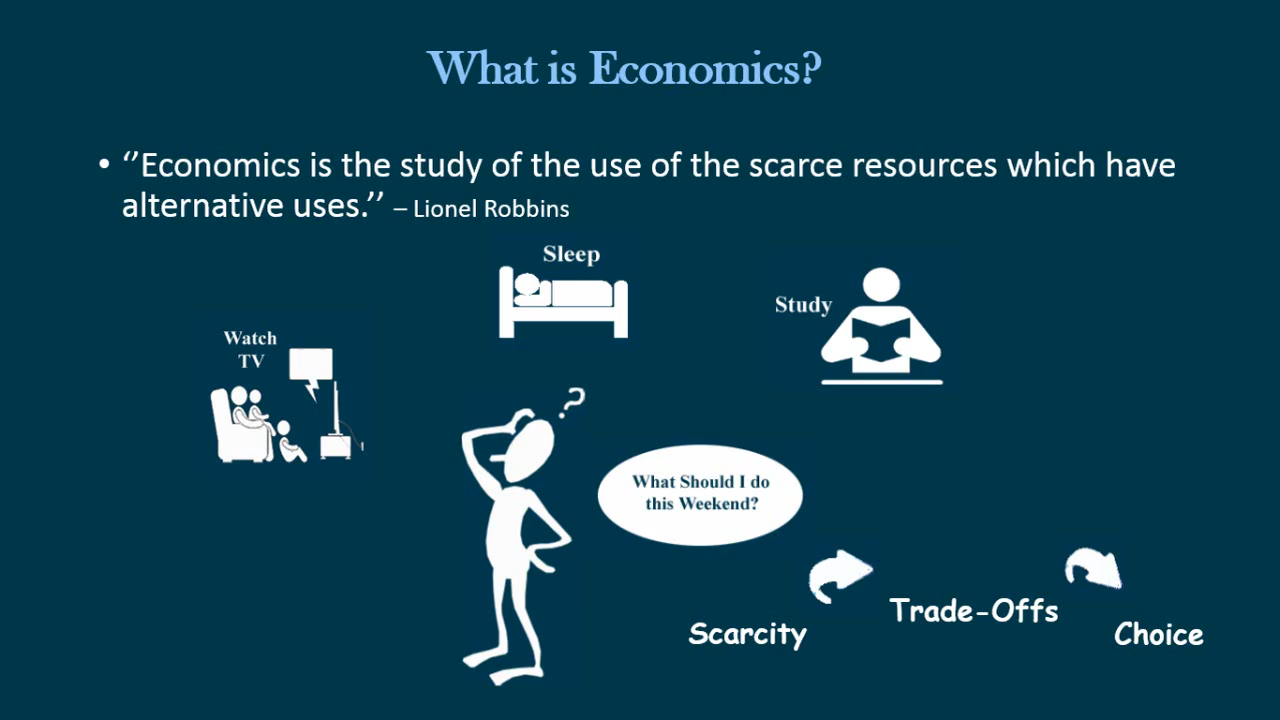 What is Economics?
• ‘’Economics is the study of the use of the scarce resources which have
alternative uses.’’ – Lionel Robbins
Sleep
Study
Watch
TV
?
What Should I do
this Weekend?
Scarcity
Trade-Offs
Choice